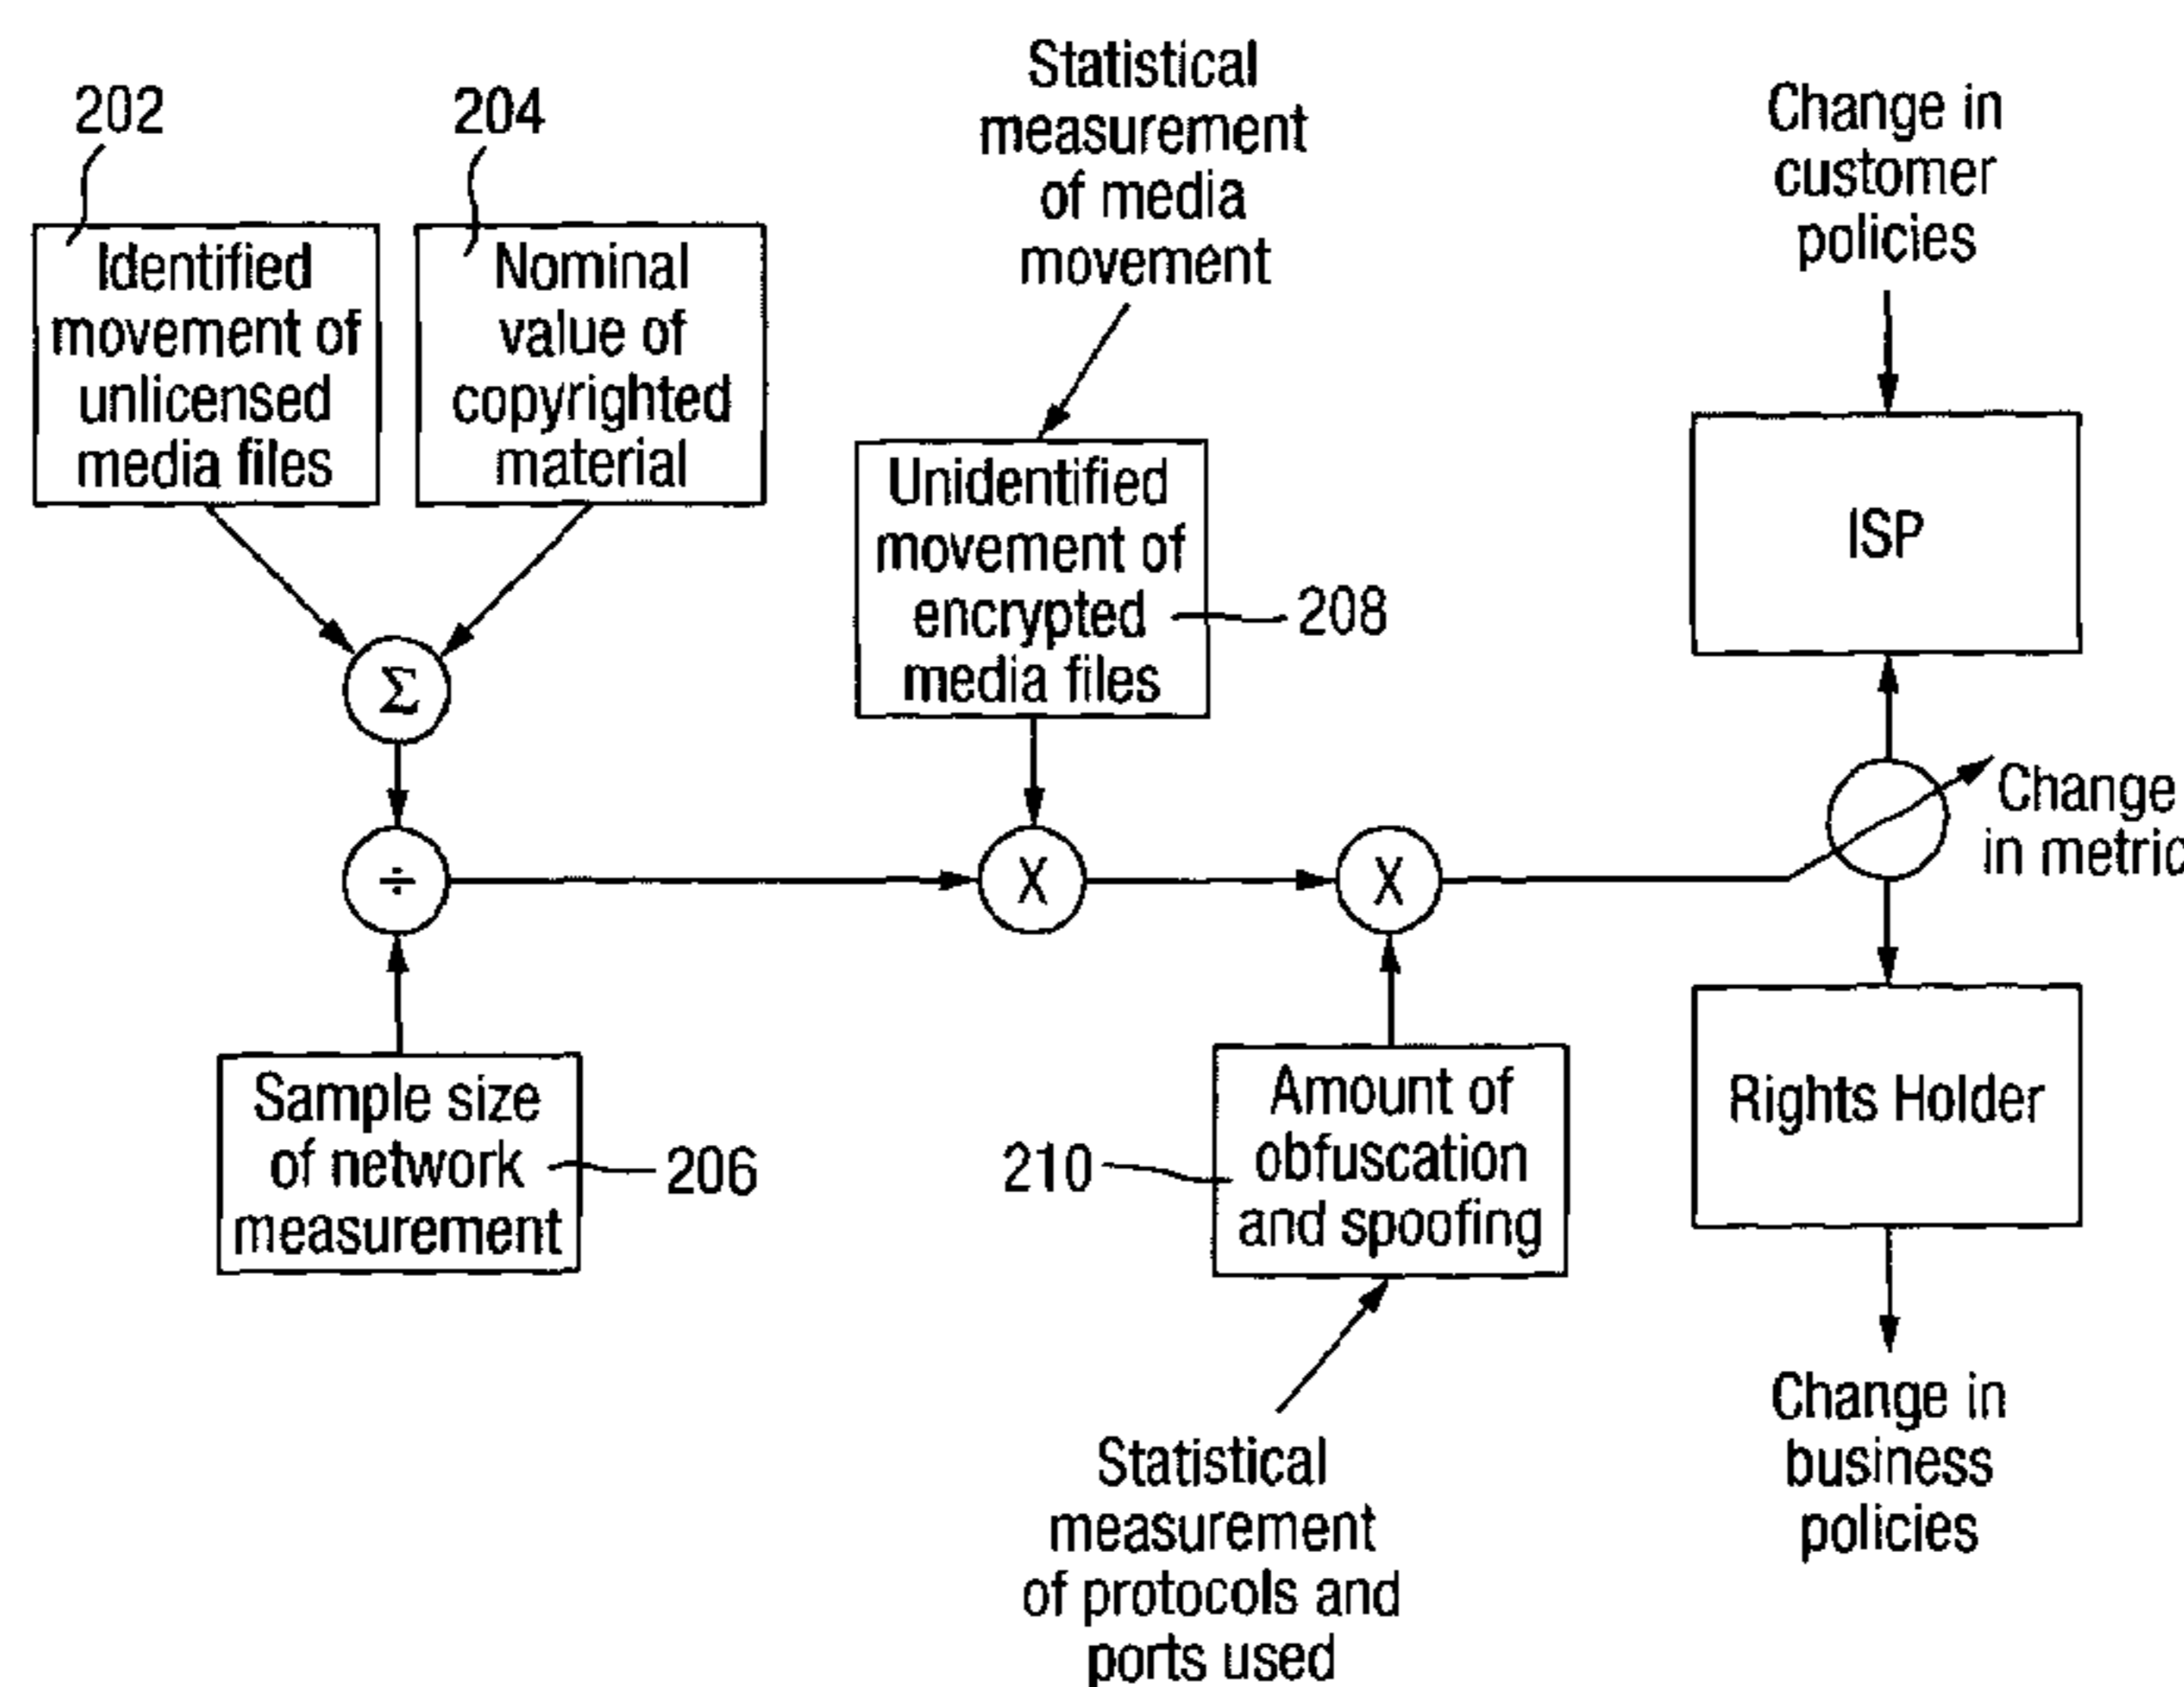 202
204
Statistical
measurement
of media
movement
Change in
customer
policies
Identified
movement of
unlicensed
media files
Nominal
value of
copyrighted
material
Unidentified
movement of
encrypted
media files
208
ISP
Σ
Change
in metric
÷
X
X
Sample size
of network
measurement
206
210
Amount of
obfuscation
and spoofing
Rights Holder
Statistical
measurement
of protocols and
ports used
Change in
business
policies